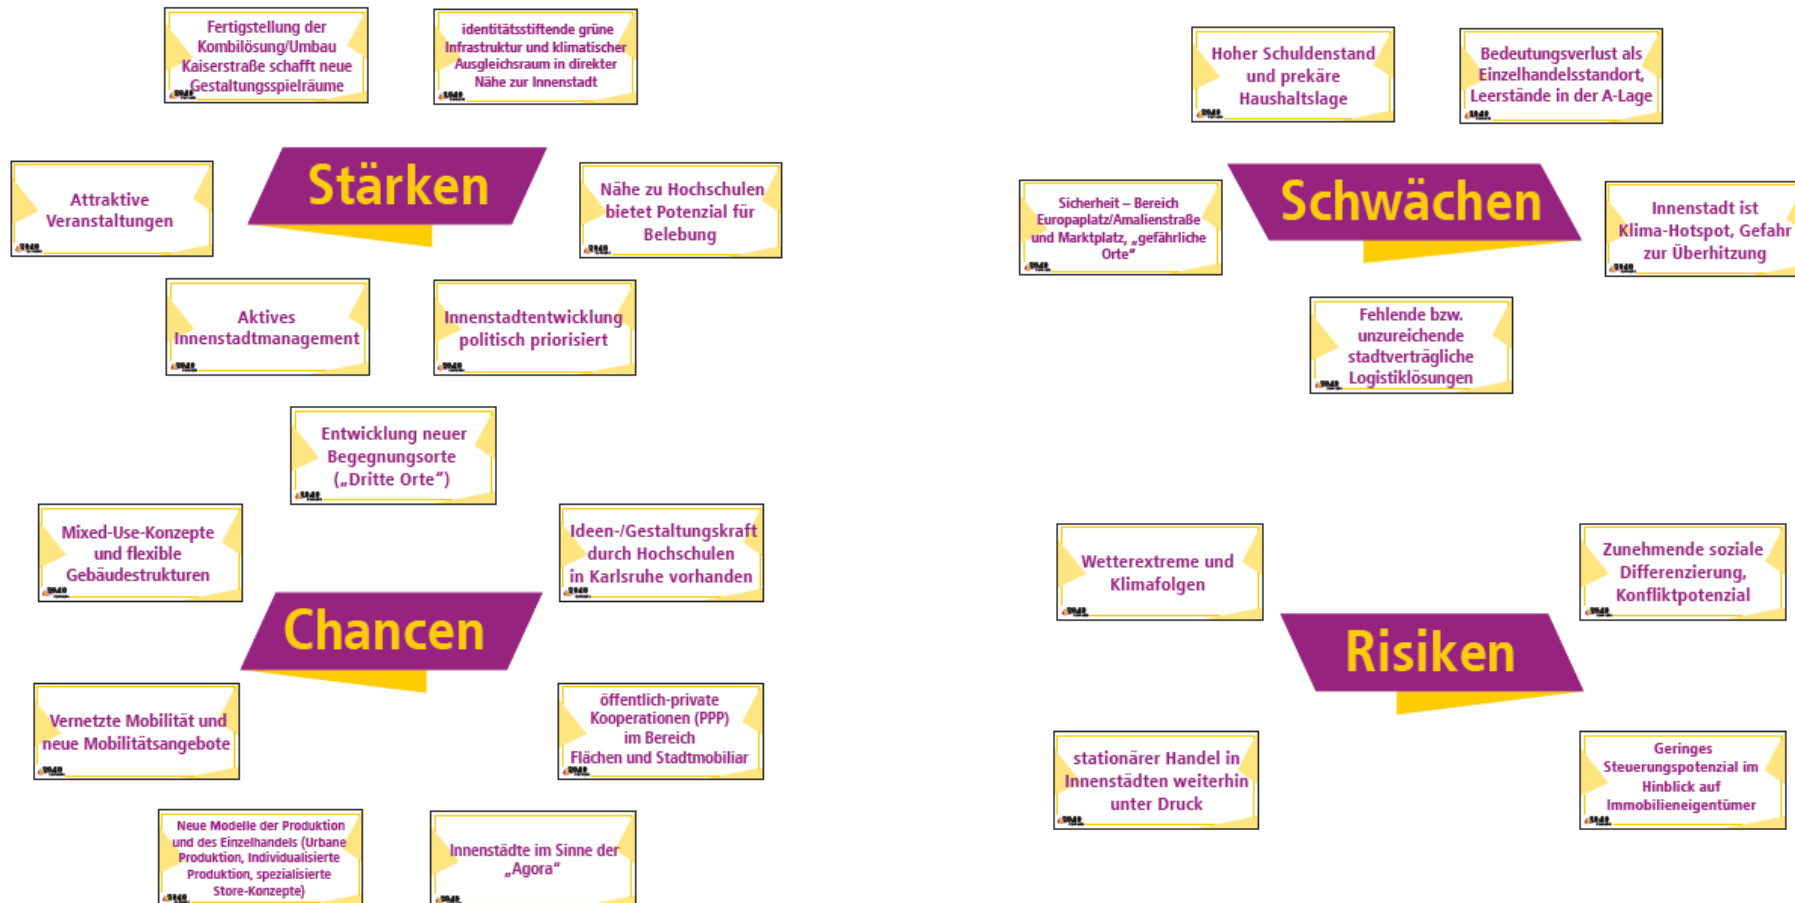 Fertigstellung der
Kombilösung/Umbau
Kaiserstraße schafft neue
Gestaltungsspielräume
identitätsstiftende grüne
Infrastruktur und klimatischer
Ausgleichsraum in direkter
Nähe zur Innenstadt
Stärken
Attraktive
Veranstaltungen
Nähe zu Hochschulen
bietet Potenzial für
Belebung
Aktives
Innenstadtmanagement
Innenstadtentwicklung
politisch priorisiert
Hoher Schuldenstand
und prekäre
Haushaltslage
Bedeutungsverlust als
Einzelhandelsstandort,
Leerstände in der A-Lage
Schwächen
Sicherheit – Bereich
Europaplatz/Amalienstraße
und Marktplatz, „gefährliche
Orte“
Innenstadt ist
Klima-Hotspot, Gefahr
zur Überhitzung
Fehlende bzw.
unzureichende
stadtverträgliche
Logistiklösungen
Entwicklung neuer
Begegnungsorte
(„Dritte Orte“)
Mixed-Use-Konzepte
und flexible
Gebäudestrukturen
Ideen-/Gestaltungskraft
durch Hochschulen
in Karlsruhe vorhanden
Chancen
Vernetzte Mobilität und
neue Mobilitätsangebote
öffentlich-private
Kooperationen (PPP)
im Bereich
Flächen und Stadtmobiliar
Neue Modelle der Produktion
und des Einzelhandels (Urbane
Produktion, Individualisierte
Produktion, spezialisierte
Store-Konzepte)
Innenstädte im Sinne der
„Agora“
Wetterextreme und
Klimafolgen
Zunehmende soziale
Differenzierung,
Konfliktpotenzial
Risiken
stationärer Handel in
Innenstädten weiterhin
unter Druck
Geringes
Steuerungspotenzial im
Hinblick auf
Immobilieneigentümer